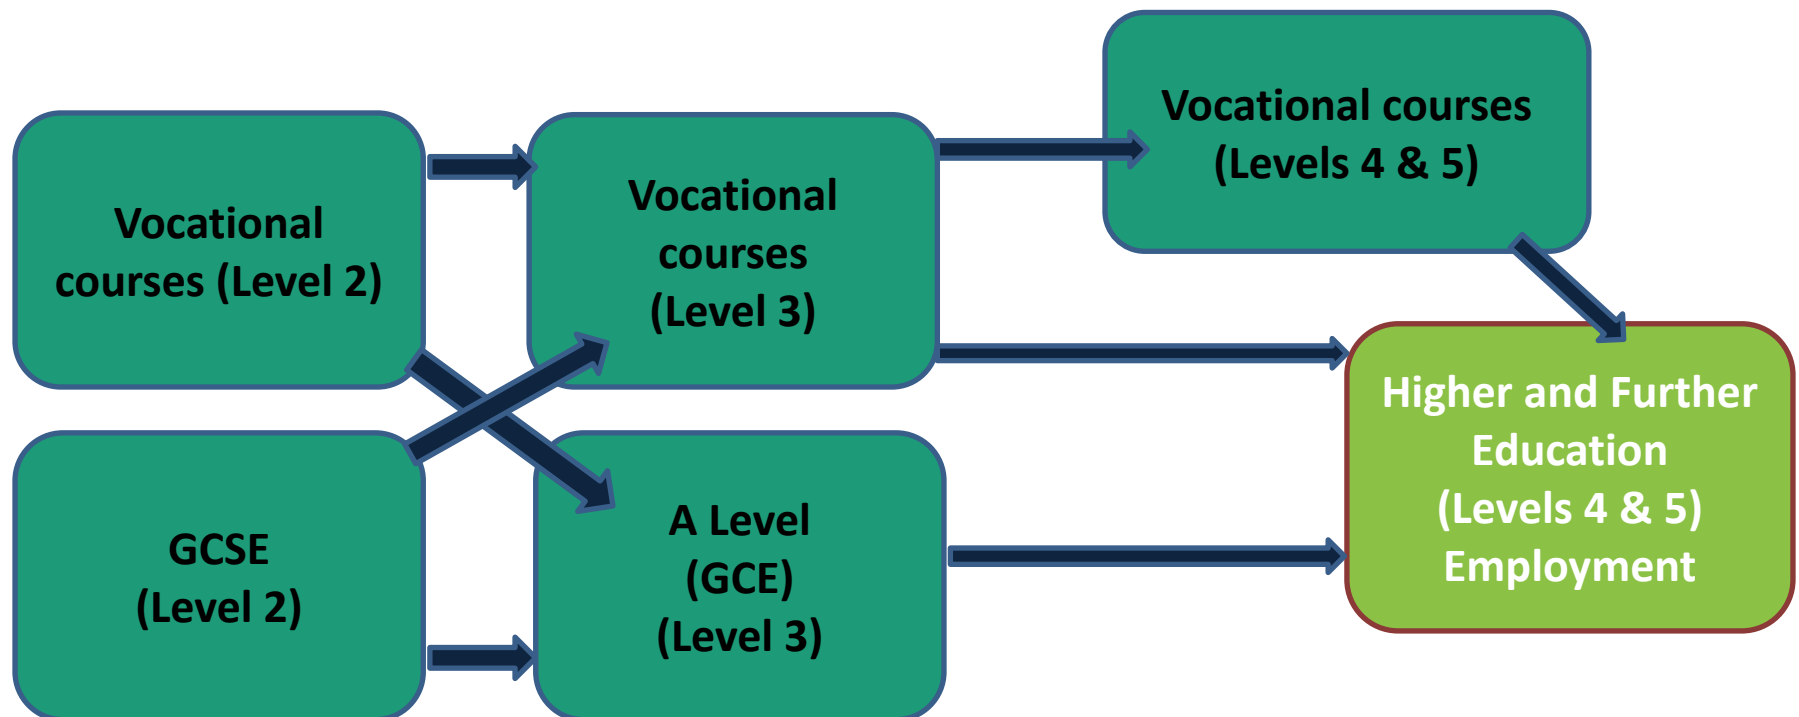 Vocational
courses (Level 2)
Vocational
courses
(Level 3)
Vocational courses
(Levels 4 & 5)
GCSE
(Level 2)
A Level
(GCE)
(Level 3)
Higher and Further
Education
(Levels 4 & 5)
Employment